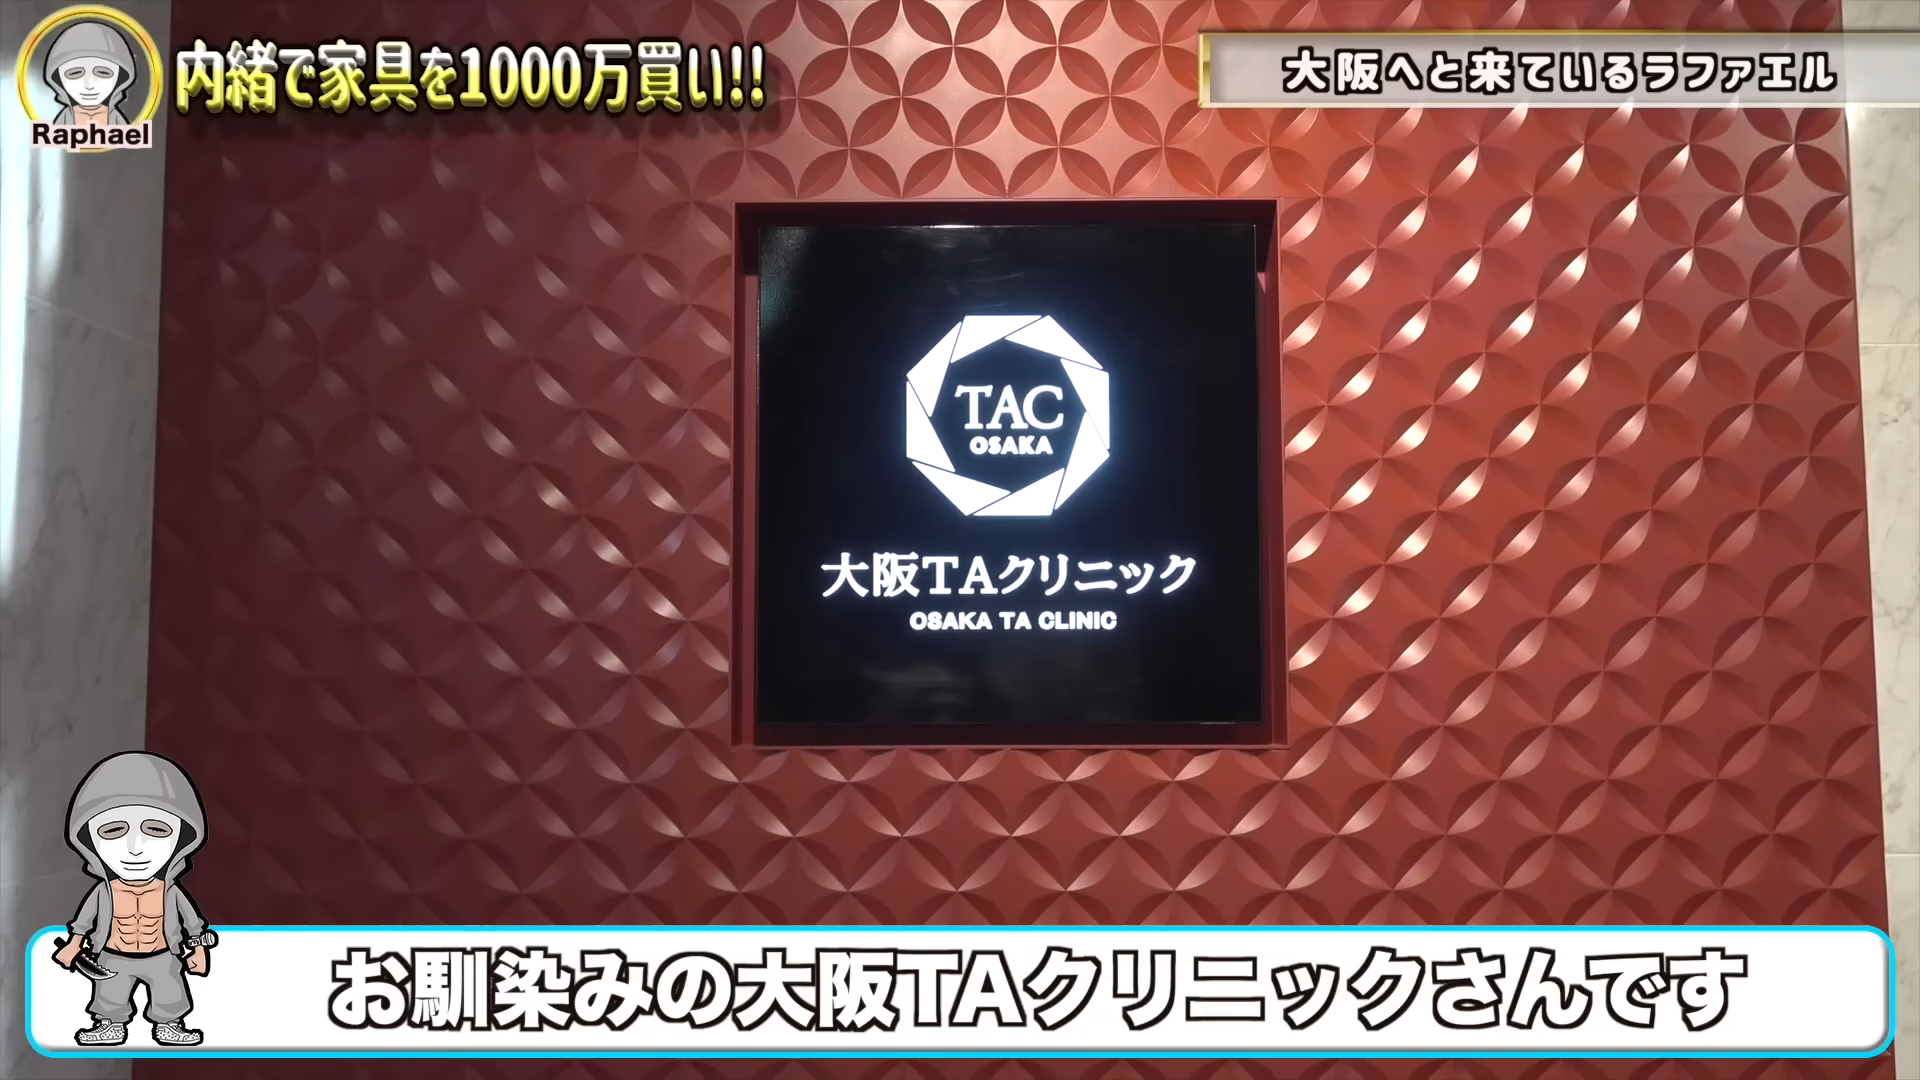 内緒で家具を1000万買い!!
Raphael
大阪へと来ているラファエル
TAC
OSAKA
大阪TAクリニック
OSAKA TA CLINIC
お馴染みの大阪TAクリニックさんです